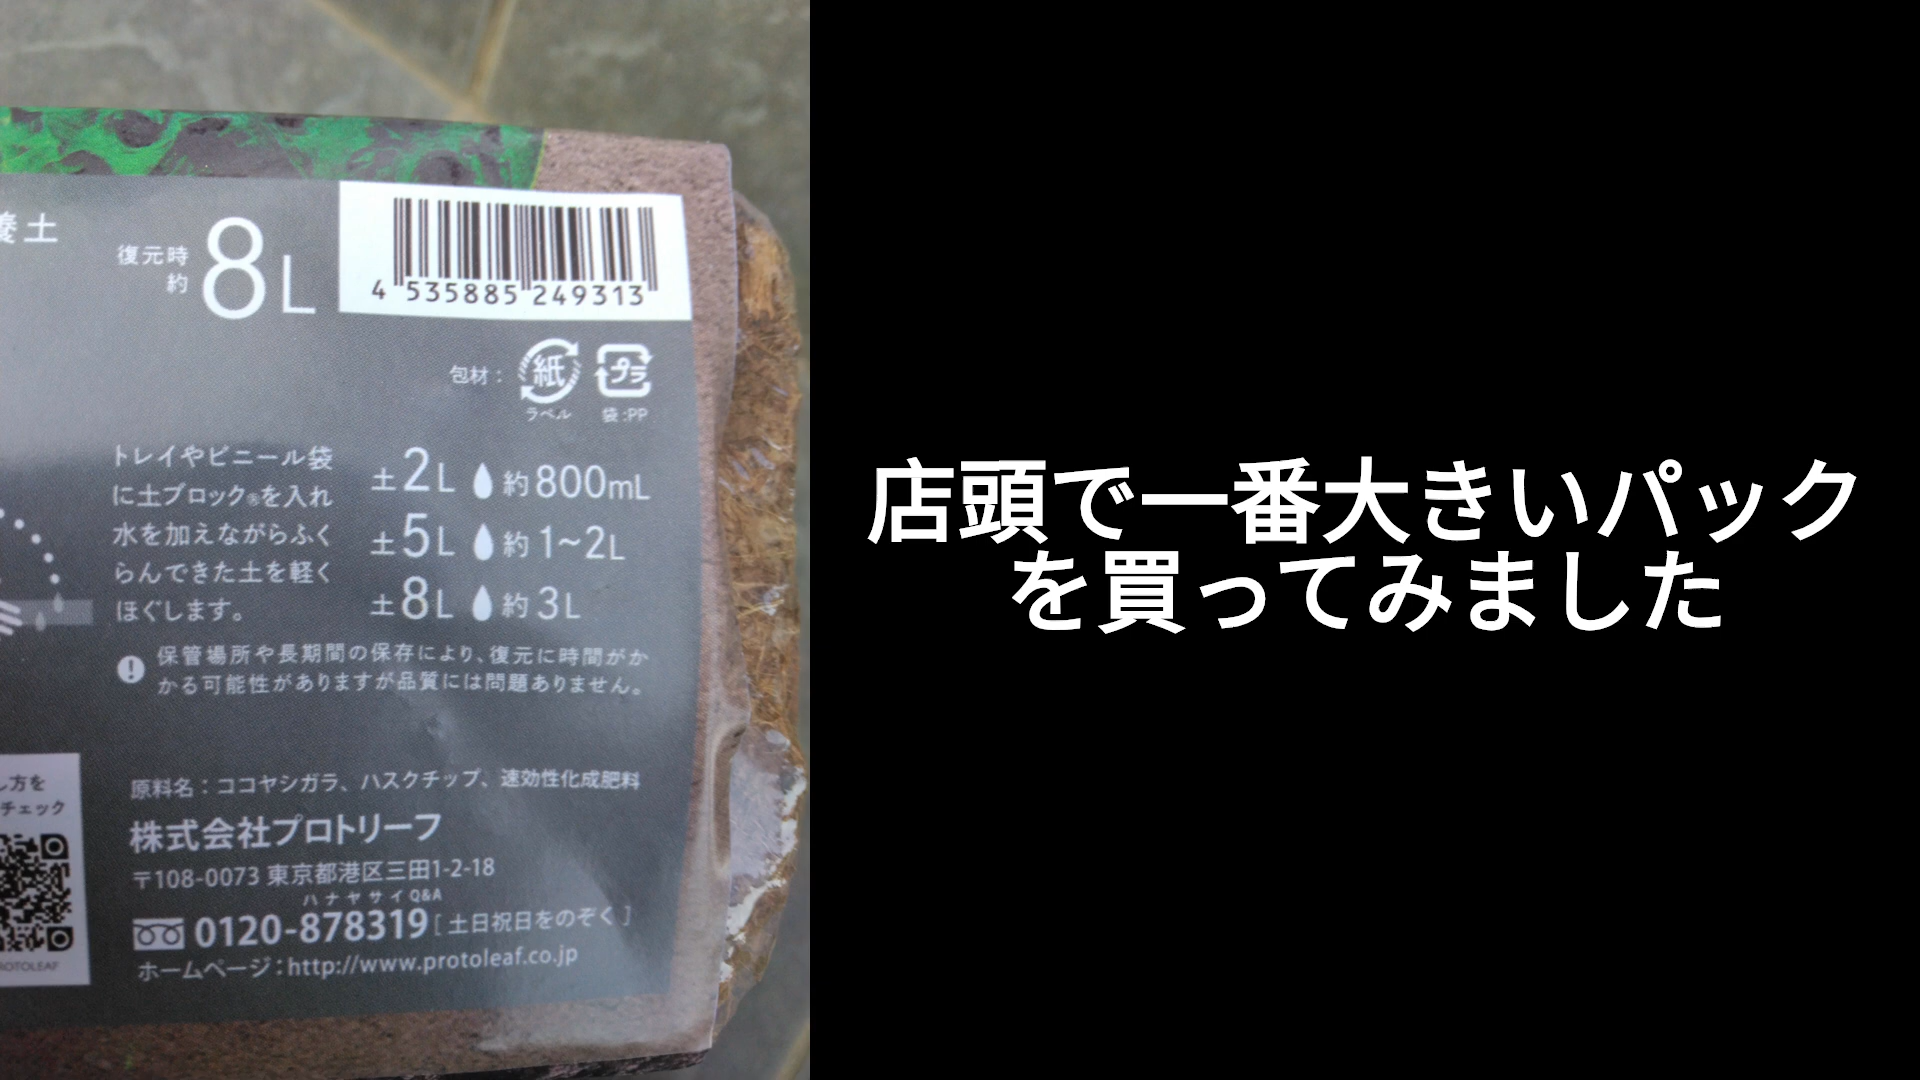 養土
復元時
約
8L
4 535885 249313
包材：
紙
プラ
ラベル
袋:PP
トレイやビニール袋
に土ブロック®を入れ
水を加えながらふく
らんできた土を軽く
ほぐします。
土2L 約800mL
土5L 約1~2L
土8L 約3L
保管場所や長期間の保存により、復元に時間がか
かる可能性がありますが品質には問題ありません。
し方を
チェック
ROTOLEAF
原料名：ココヤシガラ、ハスクチップ、速効性化成肥料
株式会社プロトリーフ
〒108-0073 東京都港区三田1-2-18
ハナヤサイQ&A
0120-878319 [土日祝日をのぞく]
ホームページ：http://www.protoleaf.co.jp
店頭で一番大きいパック
を買ってみました